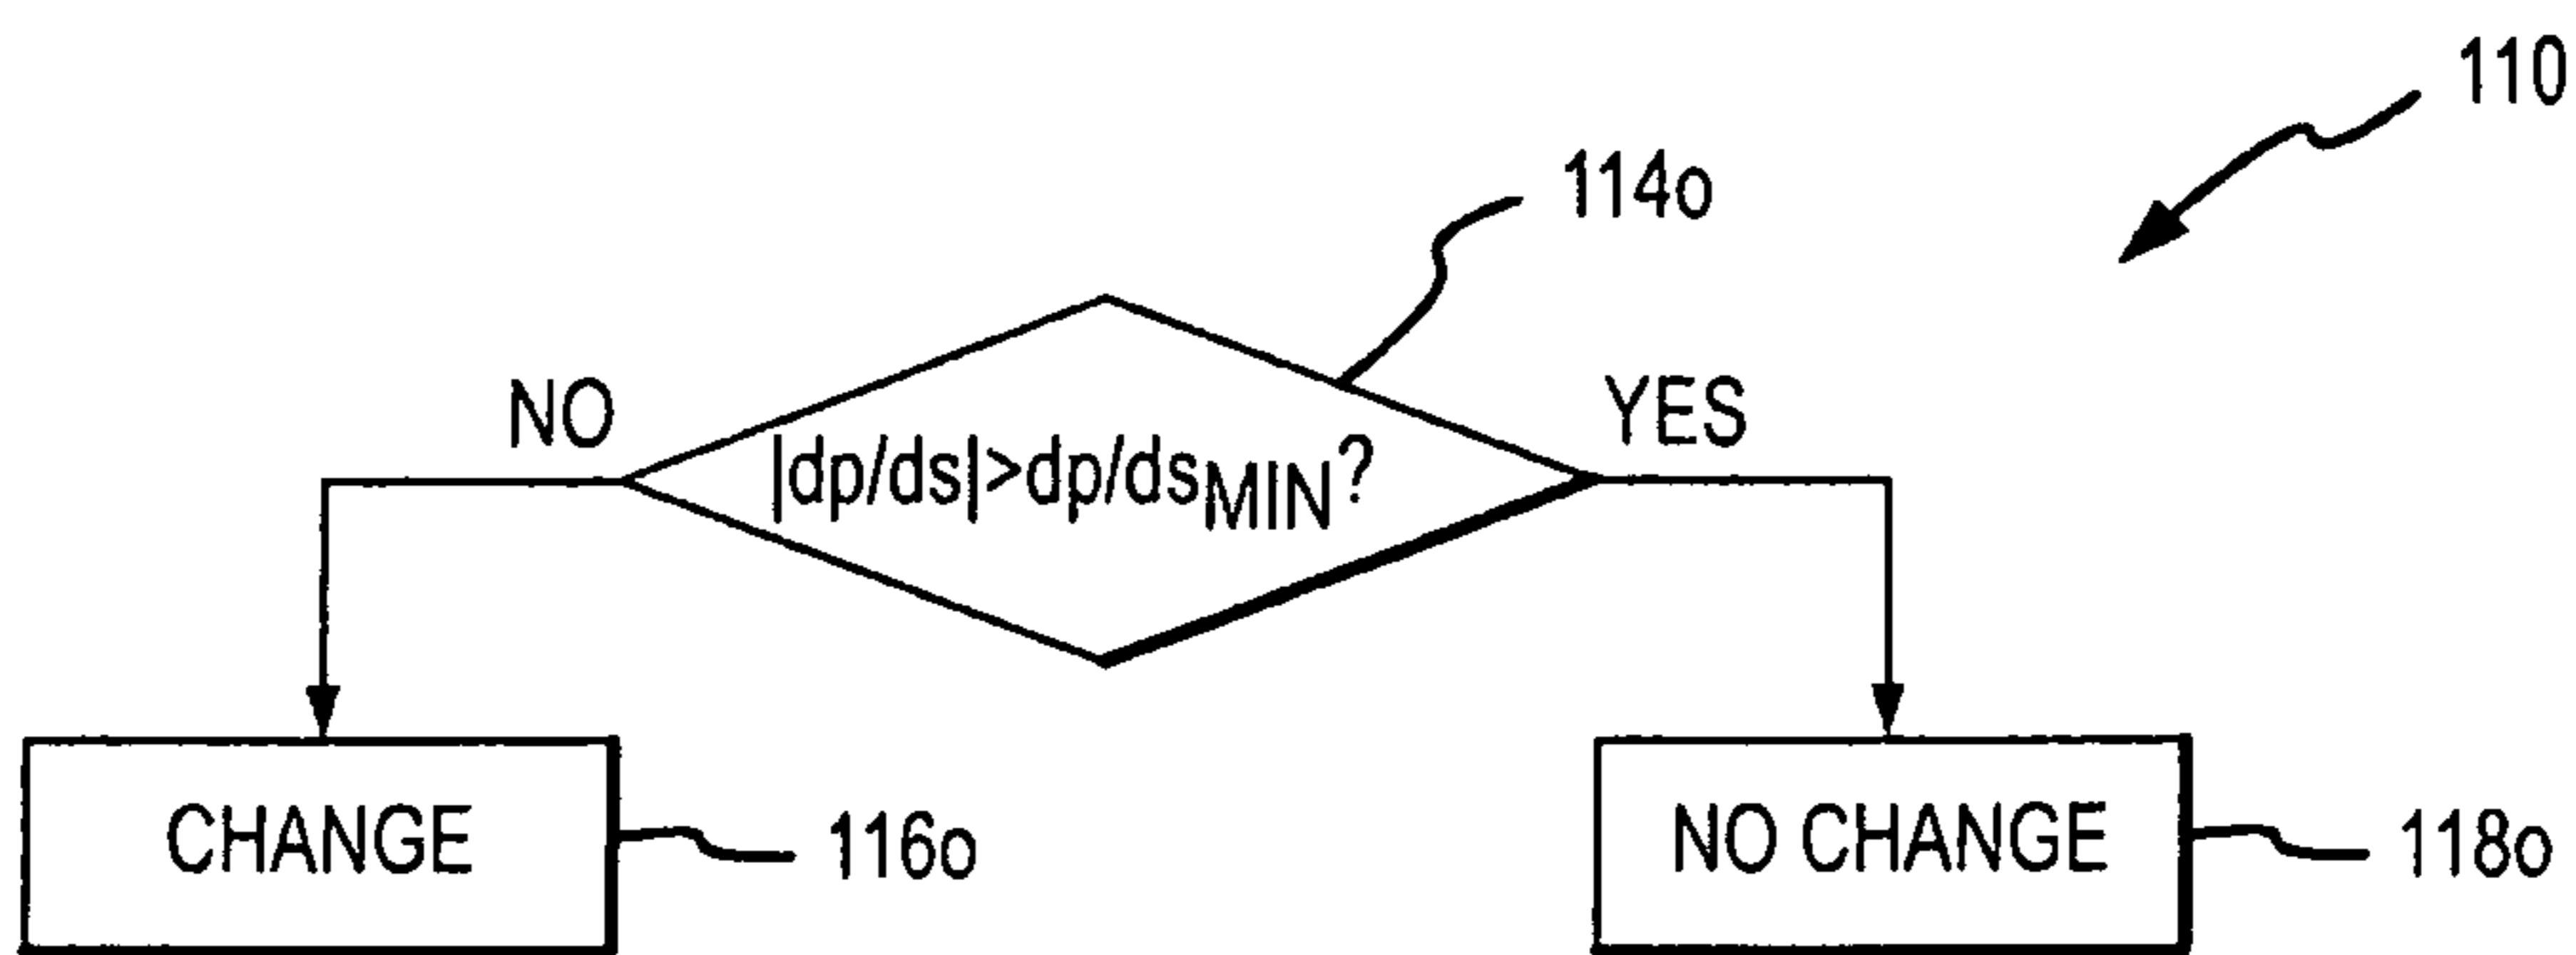 110
114o
NO
YES
|dp/ds|>dp/dsMIN?
CHANGE
116o
NO CHANGE
118o